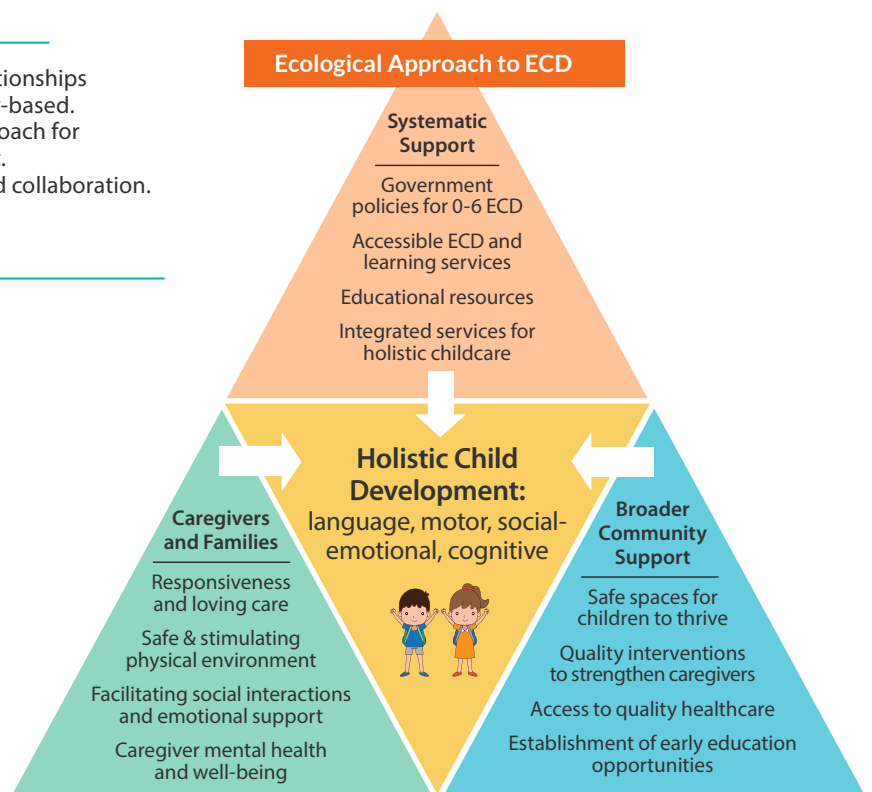 Ecological Approach to ECD
tionships
-based.
oach for
d collaboration.
Systematic
Support
Government
policies for 0-6 ECD
Accessible ECD and
learning services
Educational resources
Integrated services for
holistic childcare
Holistic Child
Development:
language, motor, social-
emotional, cognitive
Caregivers
and Families
Responsiveness
and loving care
Safe & stimulating
physical environment
Facilitating social interactions
and emotional support
Caregiver mental health
and well-being
Broader
Community
Support
Safe spaces for
children to thrive
Quality interventions
to strengthen caregivers
Access to quality healthcare
Establishment of early education
opportunities